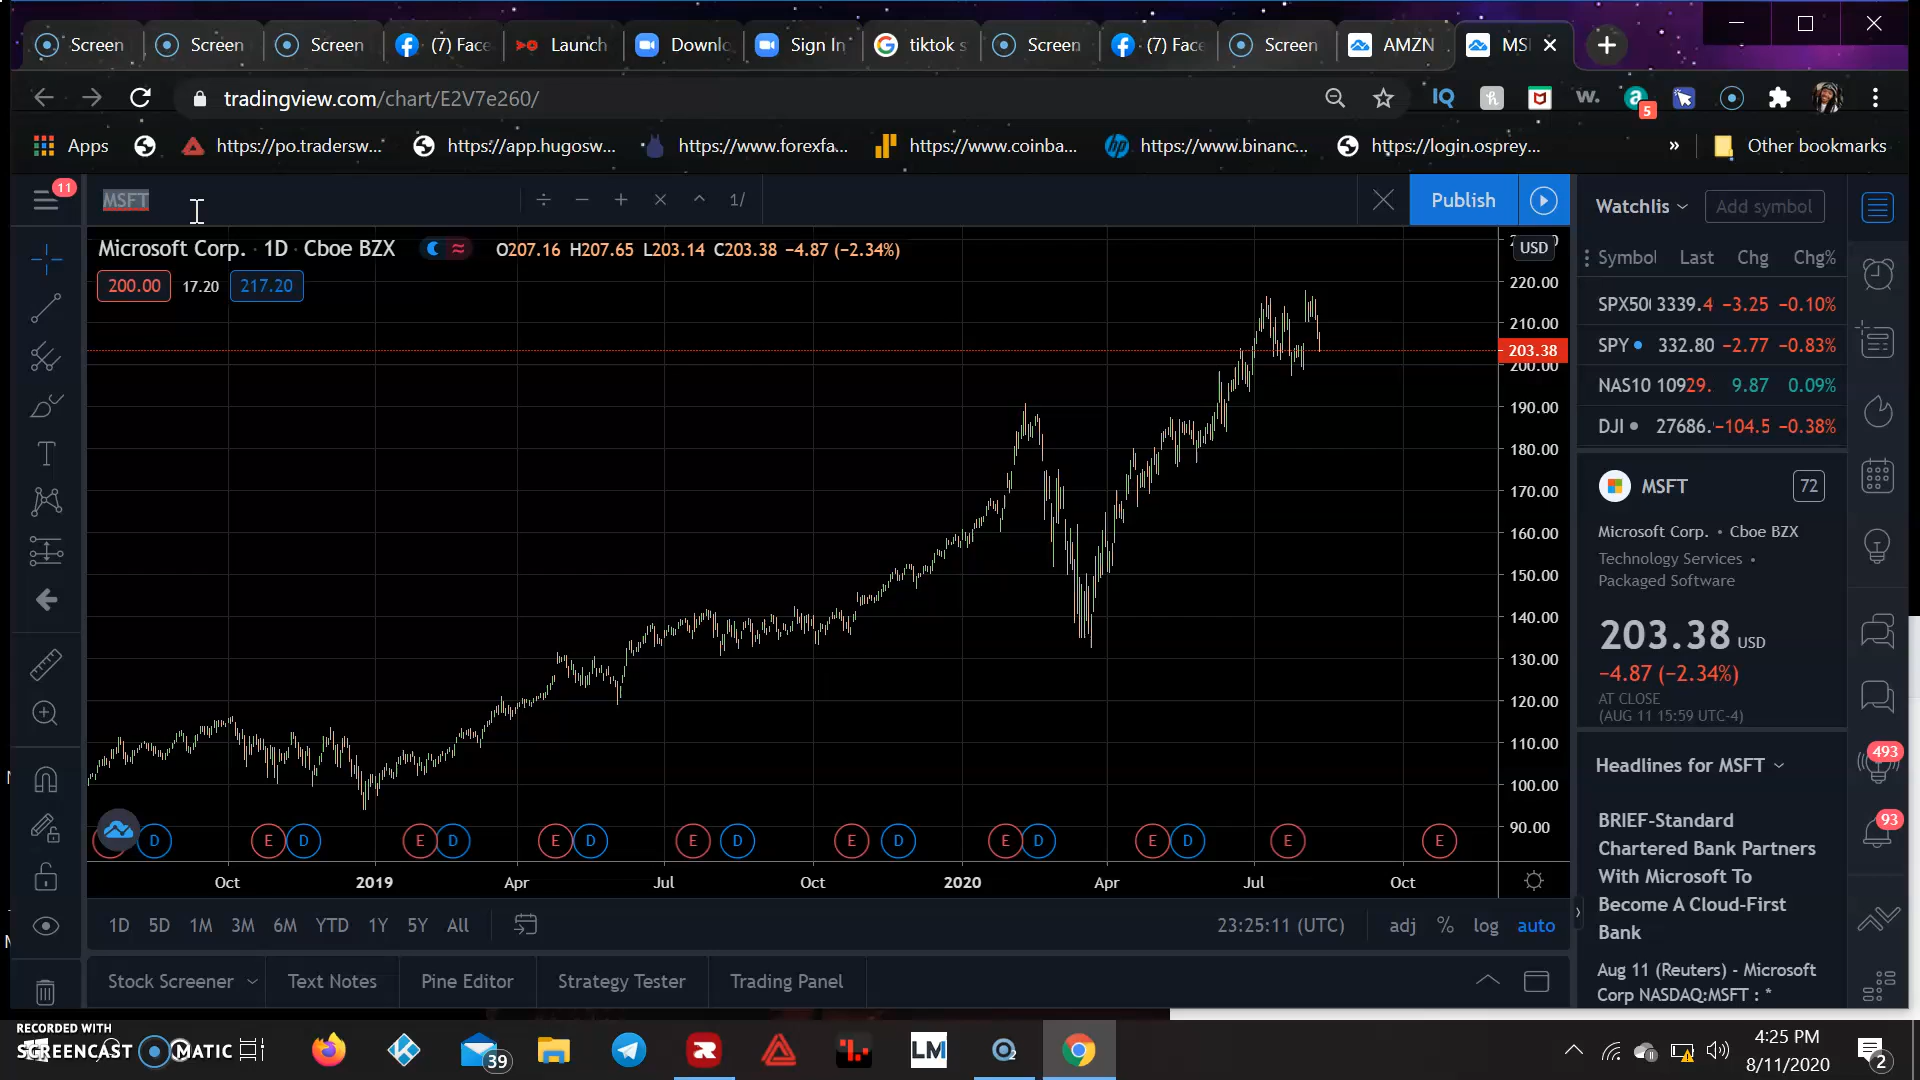 Screen
Screen
Screen
(7) Face
Launch
Downlo
Sign In
tiktok s
Screen
(7) Face
Screen
AMZN
MS
tradingview.com/chart/E2V7e260/
IQ
h
w.
a
5
Apps
https://po.tradersw...
https://app.hugosw...
https://www.forexfa...
https://www.coinba...
https://www.binanc...
https://login.osprey...
»
Other bookmarks
11
MSFT
÷ − + × ^ 1/
Publish
Watchlis
Add symbol
Microsoft Corp. · 1D · Cboe BZX
O207.16 H207.65 L203.14 C203.38 −4.87 (−2.34%)
USD
200.00 17.20 217.20
Symbol Last Chg Chg%
SPX50 3339.4 −3.25 −0.10%
SPY 332.80 −2.77 −0.83%
NAS10 10929. 9.87 0.09%
DJI 27686. −104.5 −0.38%
220.00
210.00
203.38
200.00
190.00
180.00
170.00
160.00
150.00
140.00
130.00
120.00
110.00
100.00
90.00
MSFT
72
Microsoft Corp. • Cboe BZX
Technology Services •
Packaged Software
203.38 USD
−4.87 (−2.34%)
AT CLOSE
(AUG 11 15:59 UTC-4)
Headlines for MSFT
BRIEF-Standard
Chartered Bank Partners
With Microsoft To
Become A Cloud-First
Bank
Aug 11 (Reuters) - Microsoft
Corp NASDAQ:MSFT : *
493
93
T
D E D E D E D E D E D E D E D E E
Oct 2019 Apr Jul Oct 2020 Apr Jul Oct
1D 5D 1M 3M 6M YTD 1Y 5Y All
23:25:11 (UTC)
adj % log auto
Stock Screener
Text Notes
Pine Editor
Strategy Tester
Trading Panel
RECORDED WITH
SCREENCAST MATIC
39
LM
4:25 PM
8/11/2020
2